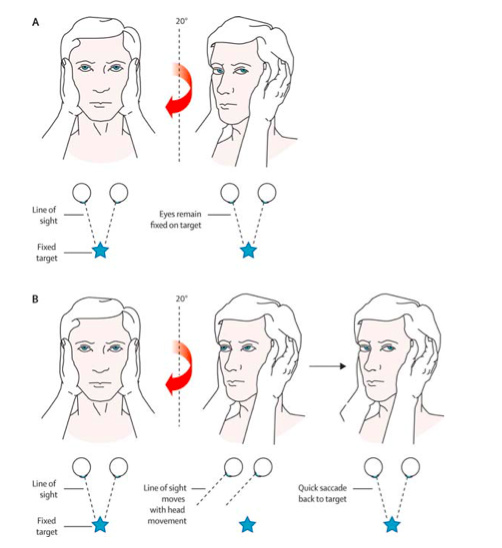 A
20°
Line of
sight
Fixed
target
Eyes remain
fixed on target
B
20°
Line of
sight
Fixed
target
Line of sight
moves
with head
movement
Quick saccade
back to target